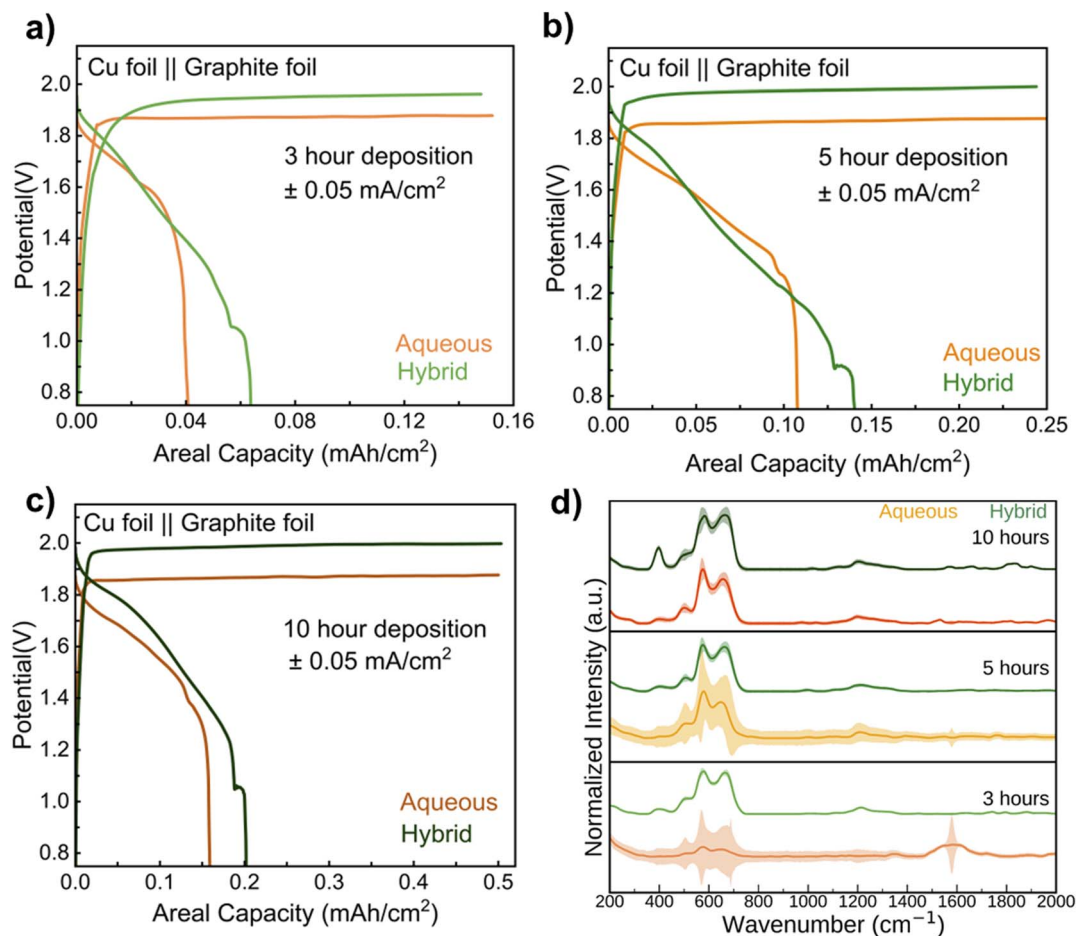 a)
Cu foil || Graphite foil
2.0
1.8
1.6
1.4
1.2
1.0
0.8
Potential(V)
3 hour deposition
± 0.05 mA/cm²
Aqueous
Hybrid
0.00 0.04 0.08 0.12 0.16
Areal Capacity (mAh/cm²)
b)
Cu foil || Graphite foil
2.0
1.8
1.6
1.4
1.2
1.0
0.8
Potential(V)
5 hour deposition
± 0.05 mA/cm²
Aqueous
Hybrid
0.00 0.05 0.10 0.15 0.20 0.25
Areal Capacity (mAh/cm²)
c)
Cu foil || Graphite foil
2.0
1.8
1.6
1.4
1.2
1.0
0.8
Potential(V)
10 hour deposition
± 0.05 mA/cm²
Aqueous
Hybrid
0.0 0.1 0.2 0.3 0.4 0.5
Areal Capacity (mAh/cm²)
d)
Aqueous Hybrid
10 hours
5 hours
3 hours
Normalized Intensity (a.u.)
200 400 600 800 1000 1200 1400 1600 1800 2000
Wavenumber (cm⁻¹)